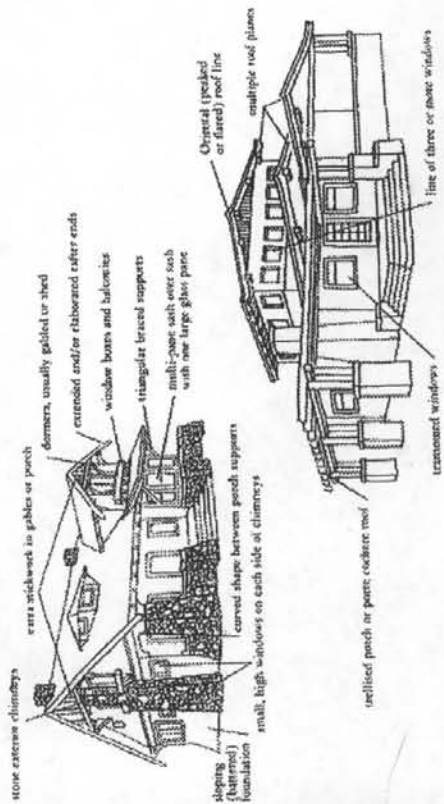 stone exterior chimneys
extra stickwork in gables or porch
dormers, usually gabled or shed
extended and/or elaborated rafter ends
window boxes and balconies
triangular braced supports
multi-pane sash over sash
with one large glass pane
sloping
(battered)
foundation
small, high windows on each side of chimneys
curved shape between porch supports
Oriental (peaked
or flared) roof line
multiple roof planes
line of three or more windows
trellised porch or porte cochere roof
transomed windows